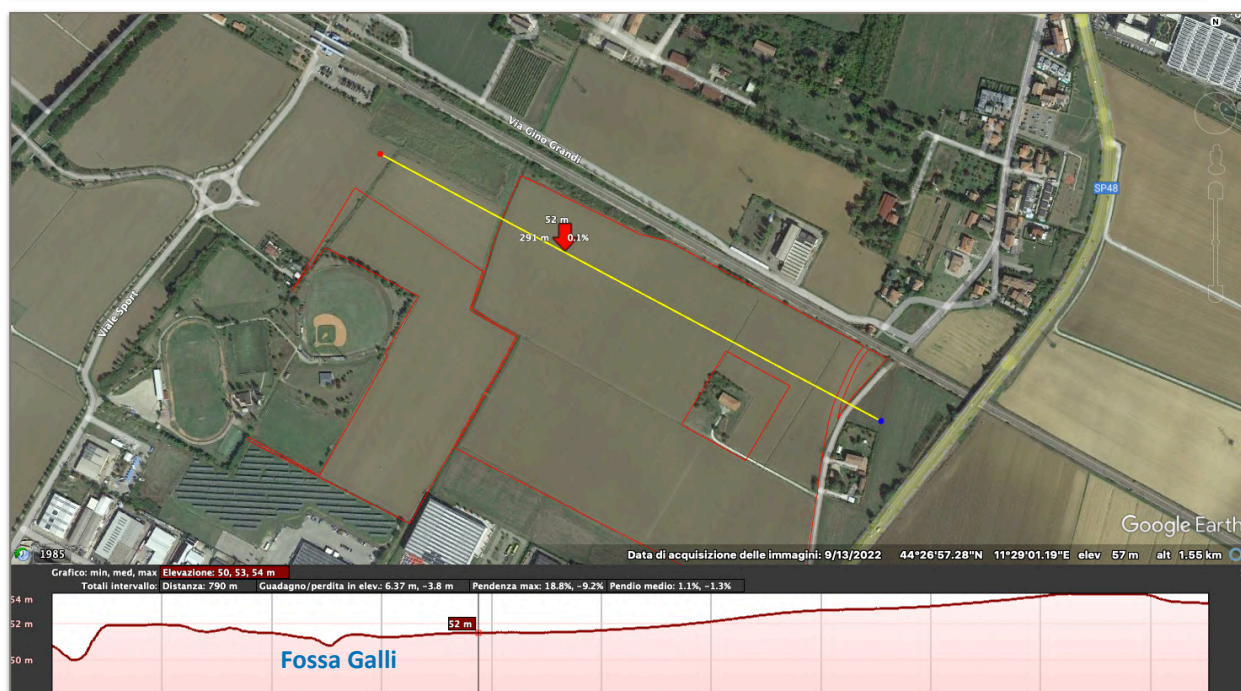 N
Via Gino Grandi
SP48
52 m
291 m 0.1%
Viale Sport
Google Earth
1985
Data di acquisizione delle immagini: 9/13/2022 44°26'57.28"N 11°29'01.19"E elev 57 m alt 1.55 km
Grafico: min, med, max Elevazione: 50, 53, 54 m
Totali intervallo: Distanza: 790 m Guadagno/perdita in elev.: 6.37 m, -3.8 m Pendenza max: 18.8%, -9.2% Pendio medio: 1.1%, -1.3%
54 m
52 m
52 m
50 m
Fossa Galli